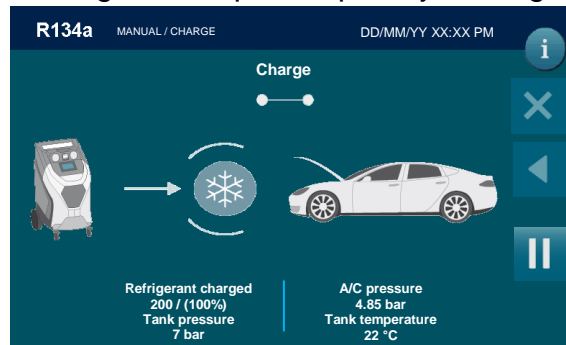 R134a MANUAL / CHARGE DD/MM/YY XX:XX PM
i
Charge
Refrigerant charged
200 / (100%)
Tank pressure
7 bar
A/C pressure
4.85 bar
Tank temperature
22 °C